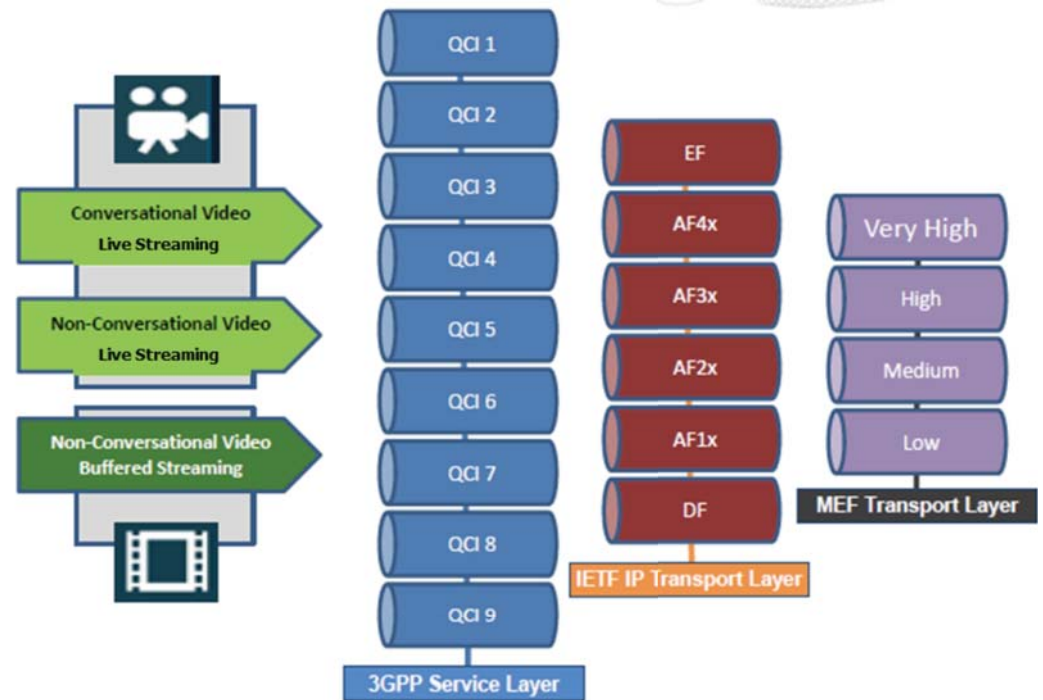 Conversational Video
Live Streaming
Non-Conversational Video
Live Streaming
Non-Conversational Video
Buffered Streaming
QCI 1
QCI 2
QCI 3
QCI 4
QCI 5
QCI 6
QCI 7
QCI 8
QCI 9
3GPP Service Layer
EF
AF4x
AF3x
AF2x
AF1x
DF
IETF IP Transport Layer
Very High
High
Medium
Low
MEF Transport Layer